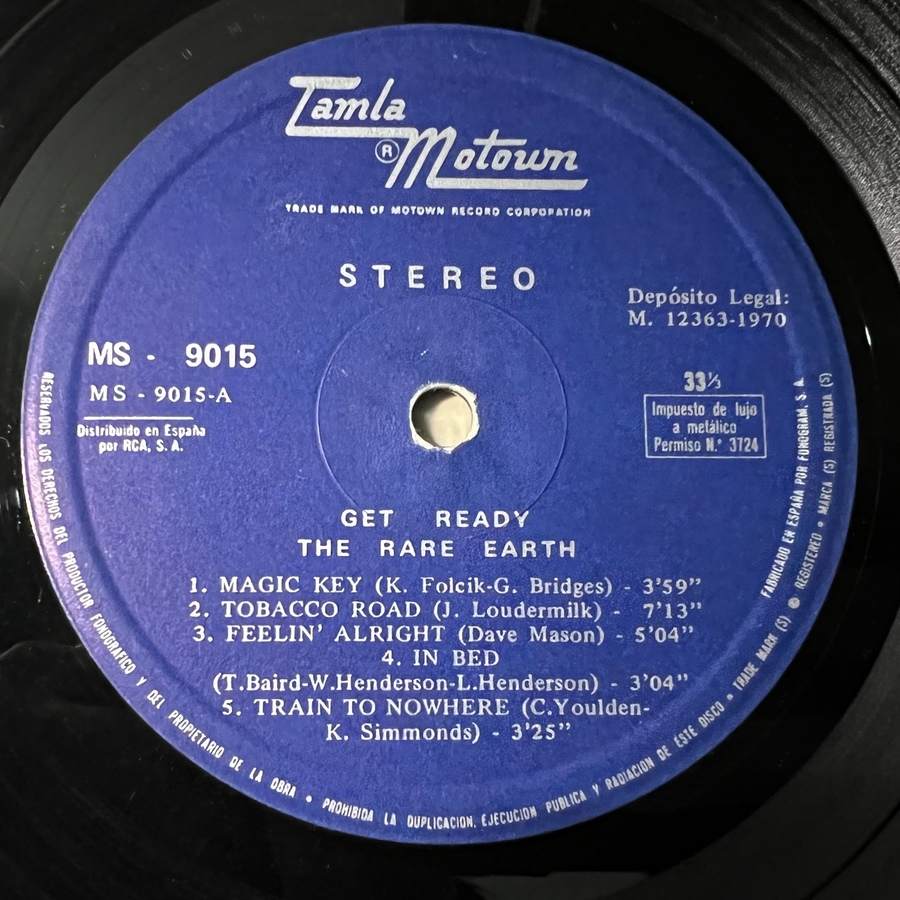 Tamla
® Motown
TRADE MARK OF MOTOWN RECORD CORPORATION
STEREO
Depósito Legal:
M. 12363-1970
MS - 9015
MS - 9015-A
Distribuido en España
por RCA, S. A.
33⅓
Impuesto de lujo
a metálico
Permiso N.° 3724
GET READY
THE RARE EARTH
1. MAGIC KEY (K. Folcik-G. Bridges) - 3'59"
2. TOBACCO ROAD (J. Loudermilk) - 7'13"
3. FEELIN' ALRIGHT (Dave Mason) - 5'04"
4. IN BED
(T.Baird-W.Henderson-L.Henderson) - 3'04"
5. TRAIN TO NOWHERE (C.Youlden-
K. Simmonds) - 3'25"
RESERVADOS LOS DERECHOS DEL PRODUCTOR FONOGRAFICO Y DEL PROPIETARIO DE LA OBRA • PROHIBIDA LA DUPLICACION, EJECUCION PUBLICA Y RADIACION DE ESTE DISCO • TRADE MARK (S) ® REGISTERED • MARCA (S) REGISTRADA (S)
FABRICADO EN ESPAÑA POR FONOGRAM, S. A.